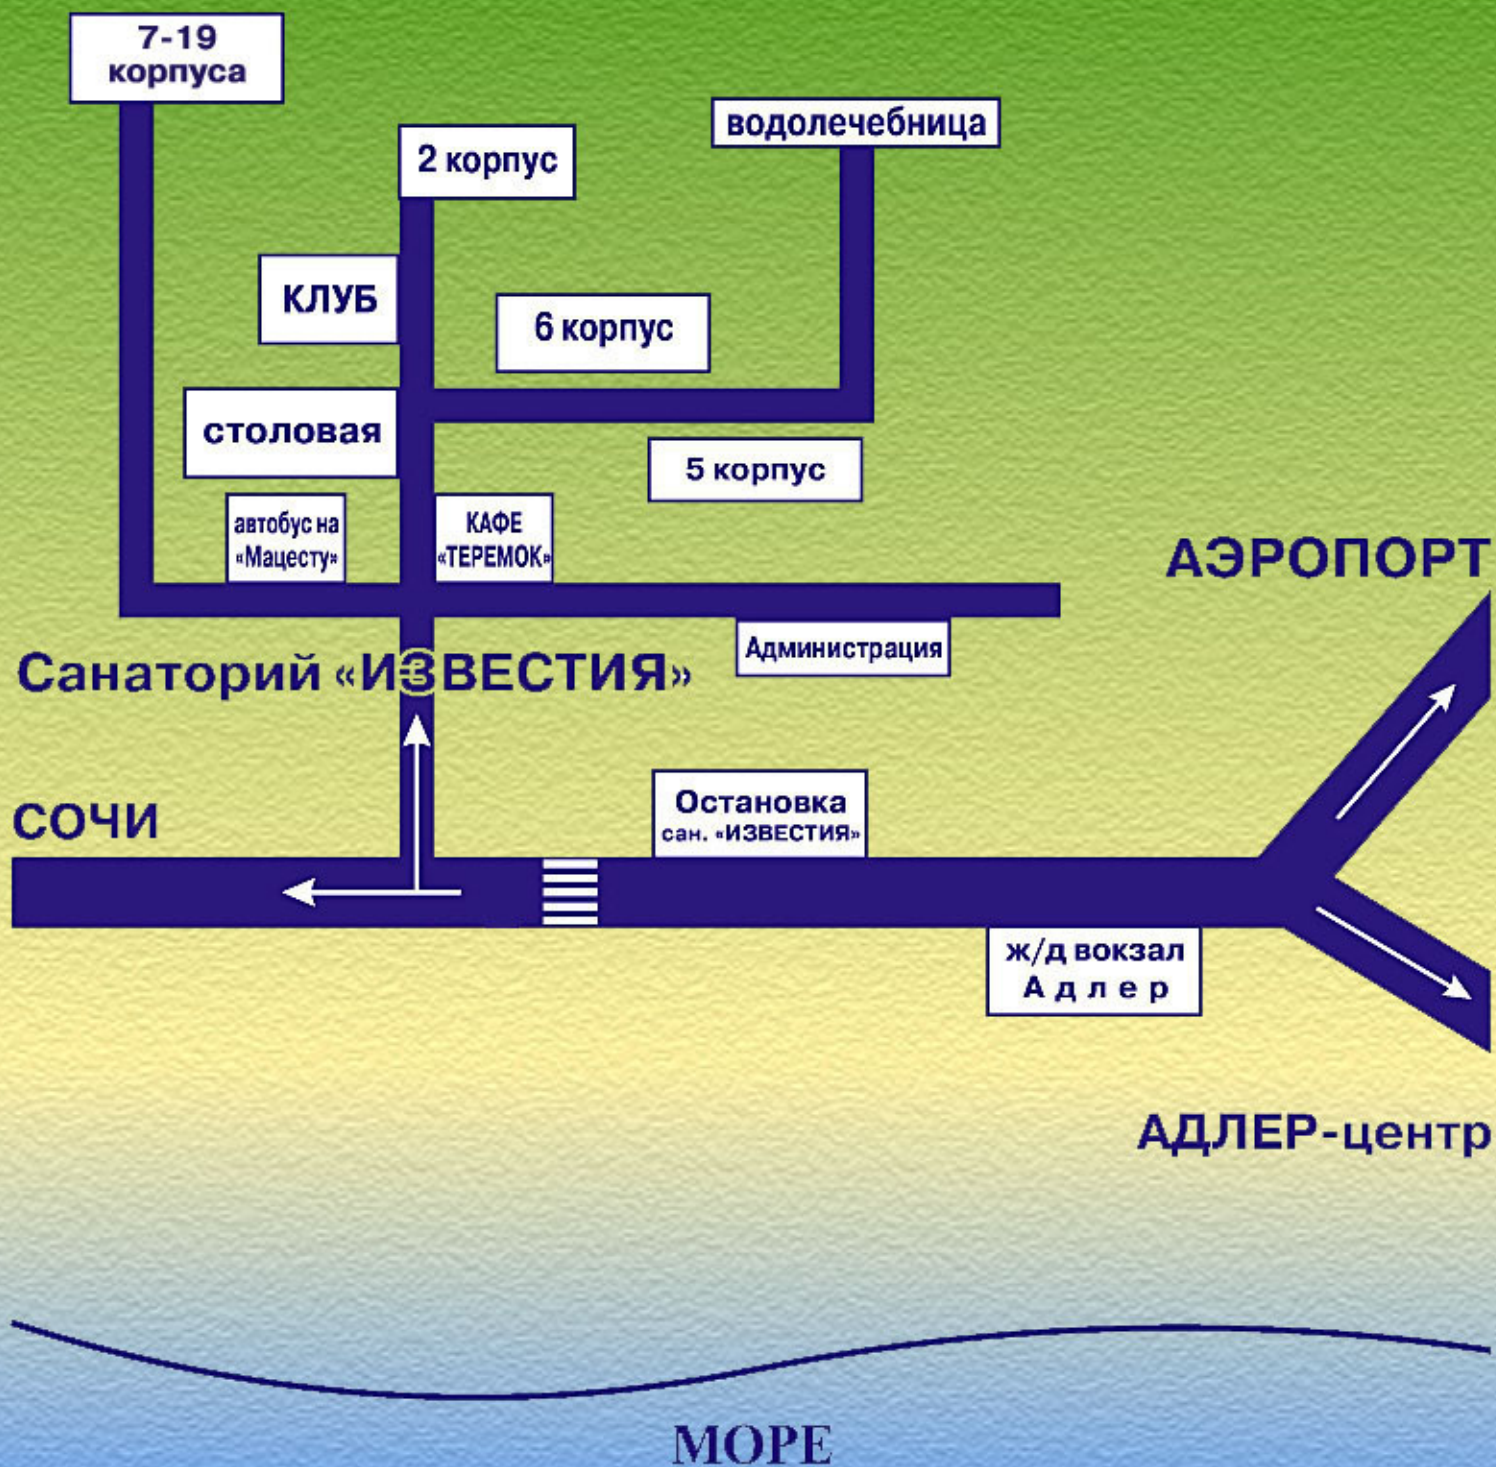 7-19
корпуса
водолечебница
2 корпус
КЛУБ
6 корпус
столовая
5 корпус
автобус на
«Мацесту»
КАФЕ
«ТЕРЕМОК»
АЭРОПОРТ
Администрация
Санаторий «ИЗВЕСТИЯ»
СОЧИ
Остановка
сан. «ИЗВЕСТИЯ»
ж/д вокзал
Адлер
АДЛЕР-центр
МОРЕ